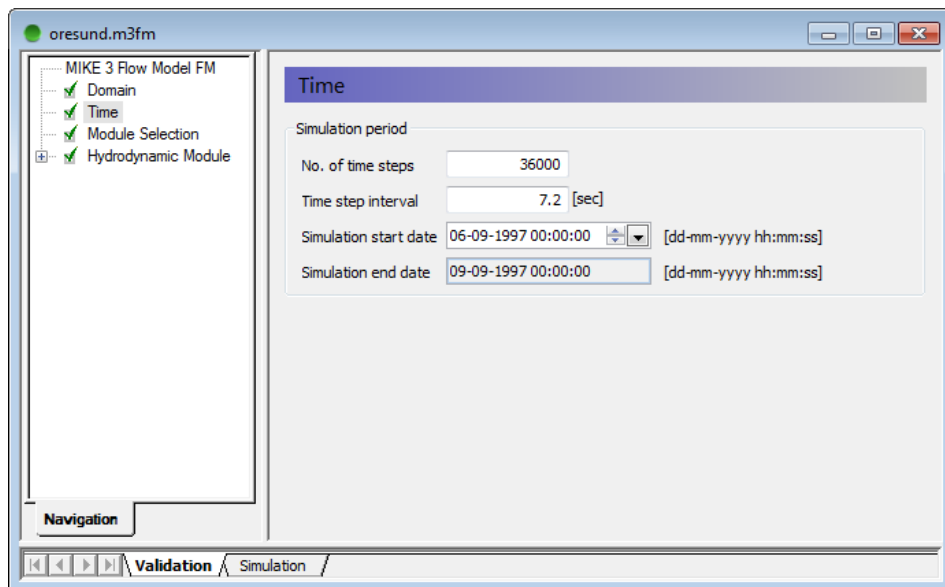 oresund.m3fm
MIKE 3 Flow Model FM
Domain
Time
Module Selection
Hydrodynamic Module
Navigation
Time
Simulation period
No. of time steps 36000
Time step interval 7.2 [sec]
Simulation start date 06-09-1997 00:00:00 [dd-mm-yyyy hh:mm:ss]
Simulation end date 09-09-1997 00:00:00 [dd-mm-yyyy hh:mm:ss]
Validation Simulation